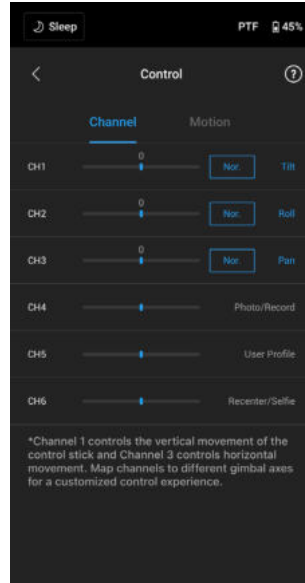 Sleep PTF 45%
Control ?
Channel Motion
0
CH1 Nor. Tilt
0
CH2 Nor. Roll
0
CH3 Nor. Pan
CH4 Photo/Record
CH5 User Profile
CH6 Recenter/Selfie
*Channel 1 controls the vertical movement of the
control stick and Channel 3 controls horizontal
movement. Map channels to different gimbal axes
for a customized control experience.